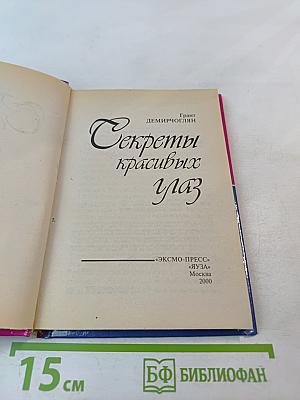 Грант
ДЕМИРЧОГЛЯН
Секреты
красивых
глаз
«ЭКСМО-ПРЕСС»
«ЯУЗА»
Москва
2000
15 см
БФ БИБЛИОФАН